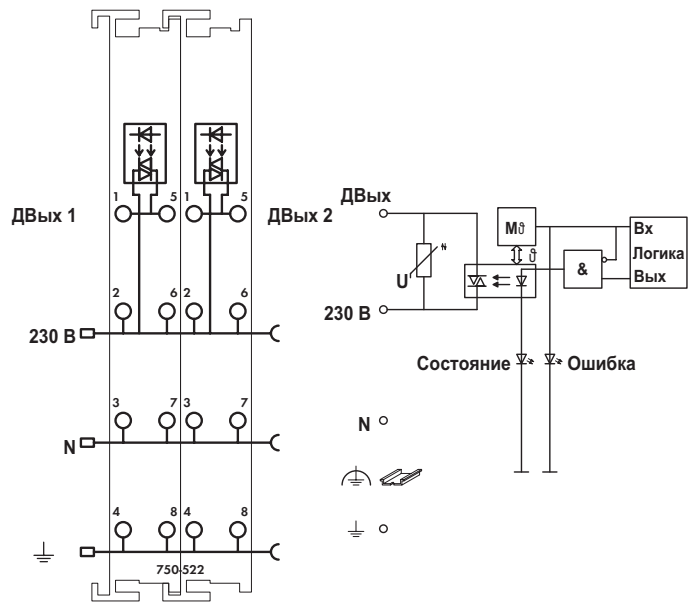 ДВых 1
1 5 1 5
ДВых 2
2 6 2 6
230 В
3 7 3 7
N
4 8 4 8
750-522
ДВых
U
230 В
Mϑ
ϑ
&
Вх
Логика
Вых
Состояние
Ошибка
N